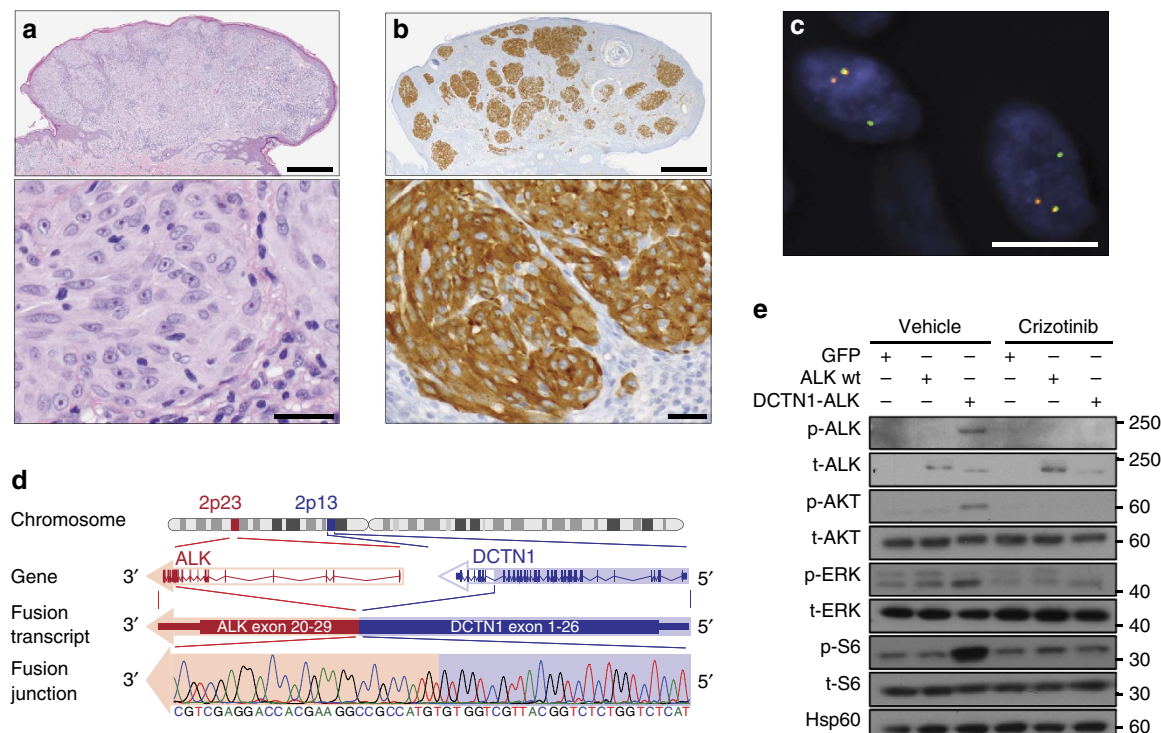 a
b
c
d
2p23 2p13
Chromosome
ALK DCTN1
Gene 3′ 5′
Fusion transcript 3′ ALK exon 20-29 DCTN1 exon 1-26 5′
Fusion junction 3′ 5′
CGTCGAGGACCACGAAGGCCGCCATGTGTGGTCGTTACGGTCTCTGGTCTCAT
e
Vehicle Crizotinib
GFP + – – + – –
ALK wt – + – – + –
DCTN1-ALK – – + – – +
p-ALK 250
t-ALK 250
p-AKT 60
t-AKT 60
p-ERK 40
t-ERK 40
p-S6 30
t-S6 30
Hsp60 60